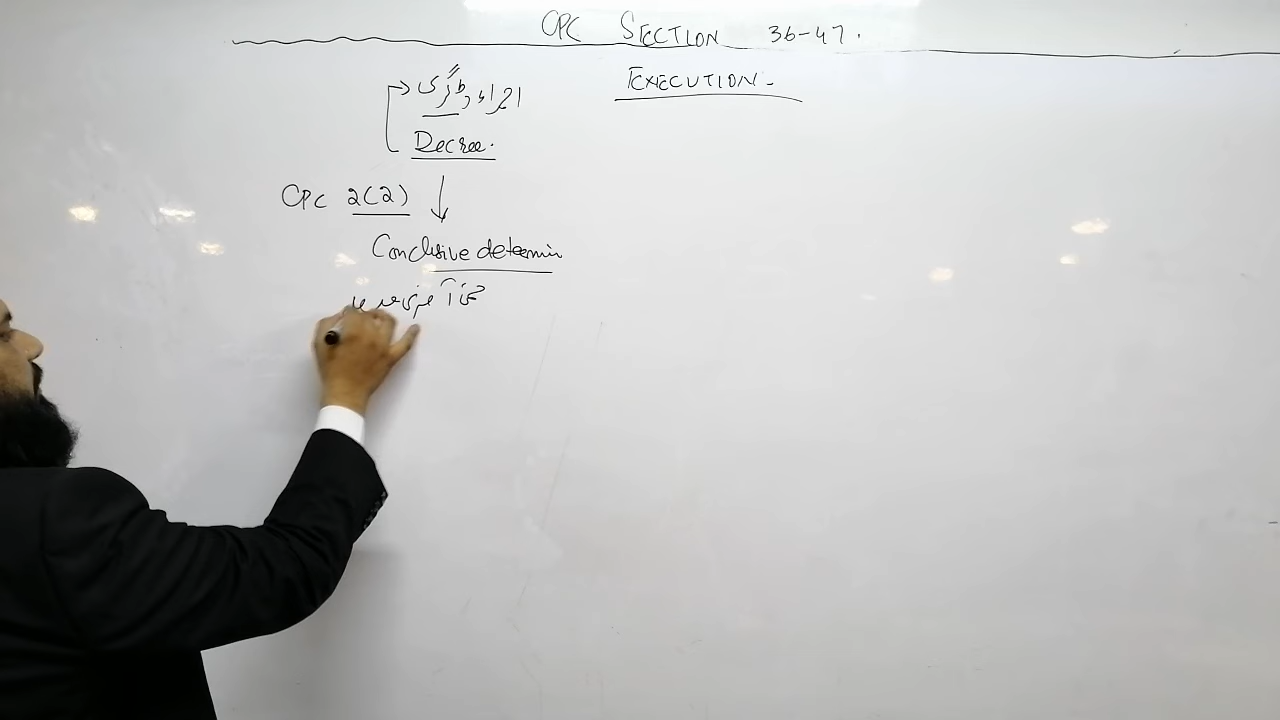 CPC SECTION 36-47.
EXECUTION.
اجراء ڈگری
Decree.
CPC 2(2)
Conclusive determin